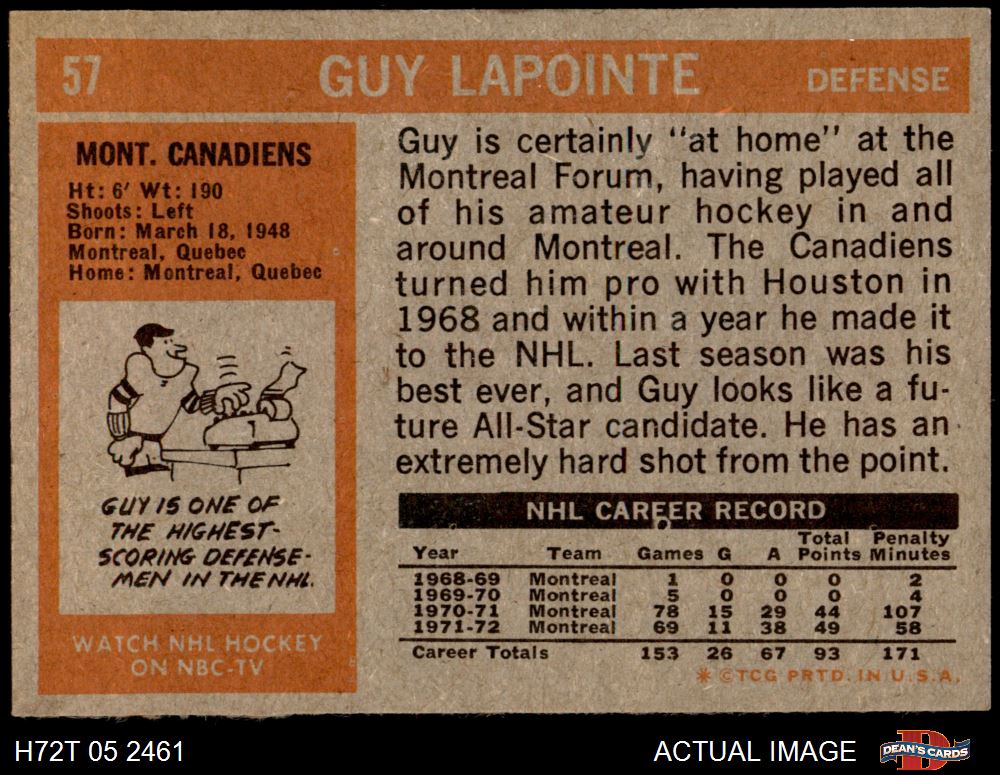 57 GUY LAPOINTE DEFENSE
MONT. CANADIENS
Ht: 6' Wt: 190
Shoots: Left
Born: March 18, 1948
Montreal, Quebec
Home: Montreal, Quebec
GUY IS ONE OF
THE HIGHEST-
SCORING DEFENSE-
MEN IN THE NHL.
WATCH NHL HOCKEY
ON NBC-TV
Guy is certainly "at home" at the
Montreal Forum, having played all
of his amateur hockey in and
around Montreal. The Canadiens
turned him pro with Houston in
1968 and within a year he made it
to the NHL. Last season was his
best ever, and Guy looks like a fu-
ture All-Star candidate. He has an
extremely hard shot from the point.
NHL CAREER RECORD
Year Team Games G A Total Points Penalty Minutes
1968-69 Montreal 1 0 0 0 2
1969-70 Montreal 5 0 0 0 4
1970-71 Montreal 78 15 29 44 107
1971-72 Montreal 69 11 38 49 58
Career Totals 153 26 67 93 171
* ©TCG PRTD. IN U.S.A.
H72T 05 2461 ACTUAL IMAGE DEAN'S CARDS